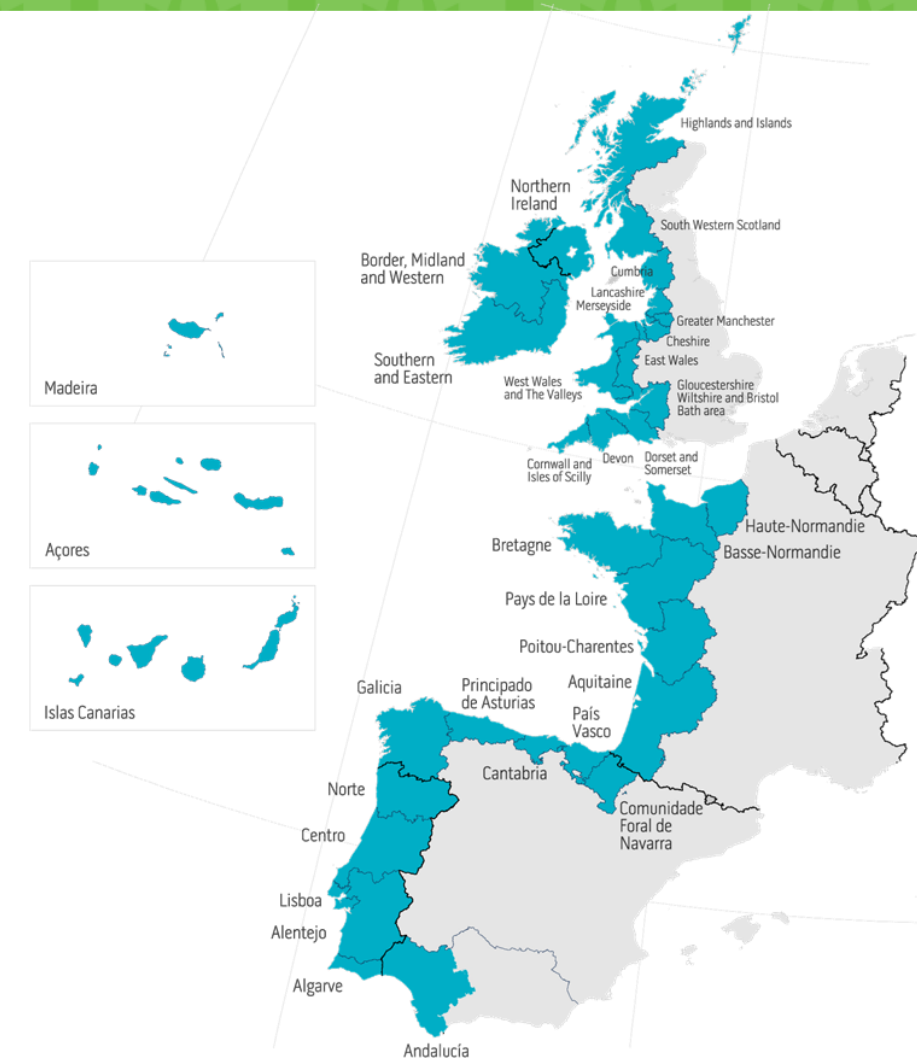 Highlands and Islands
Northern
Ireland
South Western Scotland
Border, Midland
and Western
Cumbria
Lancashire
Merseyside
Greater Manchester
Cheshire
East Wales
Southern
and Eastern
West Wales
and The Valleys
Gloucestershire
Wiltshire and Bristol
Bath area
Madeira
Cornwall and
Isles of Scilly
Devon
Dorset and
Somerset
Haute-Normandie
Basse-Normandie
Bretagne
Açores
Pays de la Loire
Poitou-Charentes
Aquitaine
Galicia
Principado
de Asturias
País
Vasco
Islas Canarias
Cantabria
Norte
Comunidade
Foral de
Navarra
Centro
Lisboa
Alentejo
Algarve
Andalucía